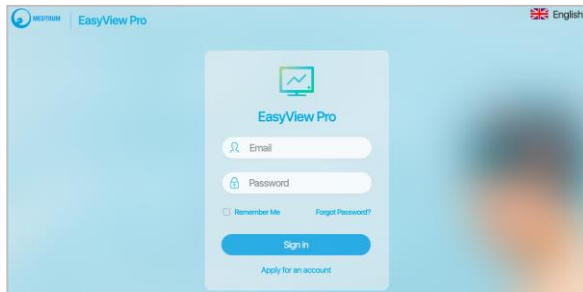 MEDTRUM EasyView Pro English
EasyView Pro
Email
Password
Remember Me Forgot Password?
Sign in
Apply for an account